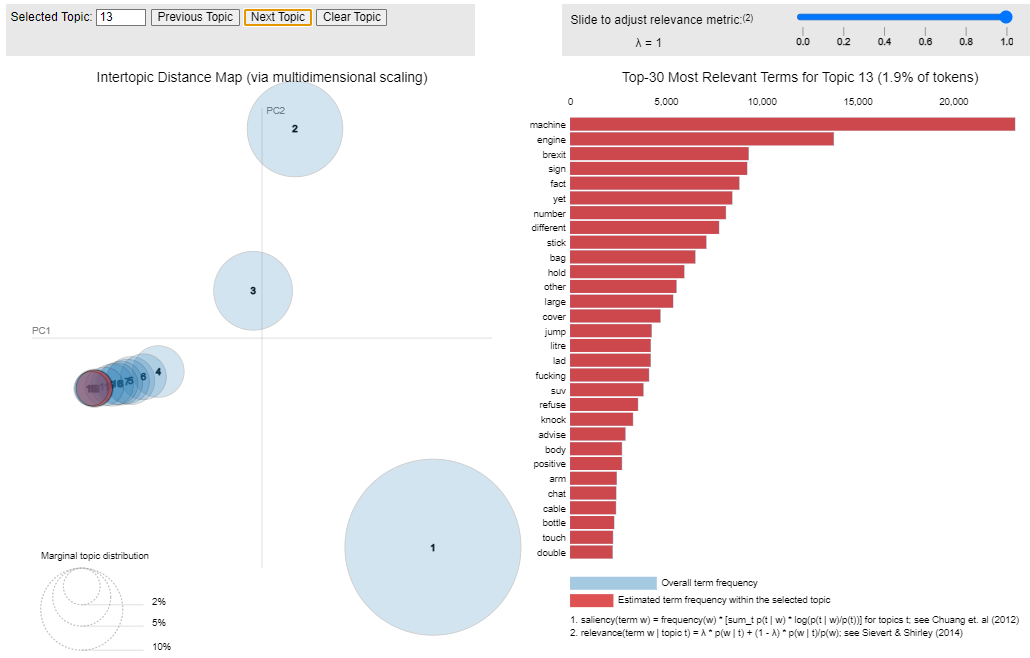 Selected Topic: 13 Previous Topic Next Topic Clear Topic
Slide to adjust relevance metric:(2)
λ = 1
0.0 0.2 0.4 0.6 0.8 1.0
Intertopic Distance Map (via multidimensional scaling)
PC2
2
3
PC1
4
6
5
7
1
Marginal topic distribution
2%
5%
10%
Top-30 Most Relevant Terms for Topic 13 (1.9% of tokens)
0 5,000 10,000 15,000 20,000
machine
engine
brexit
sign
fact
yet
number
different
stick
bag
hold
other
large
cover
jump
litre
lad
fucking
suv
refuse
knock
advise
body
positive
arm
chat
cable
bottle
touch
double
Overall term frequency
Estimated term frequency within the selected topic
1. saliency(term w) = frequency(w) * [sum_t p(t | w) * log(p(t | w)/p(t))] for topics t; see Chuang et. al (2012)
2. relevance(term w | topic t) = λ * p(w | t) + (1 - λ) * p(w | t)/p(w); see Sievert & Shirley (2014)